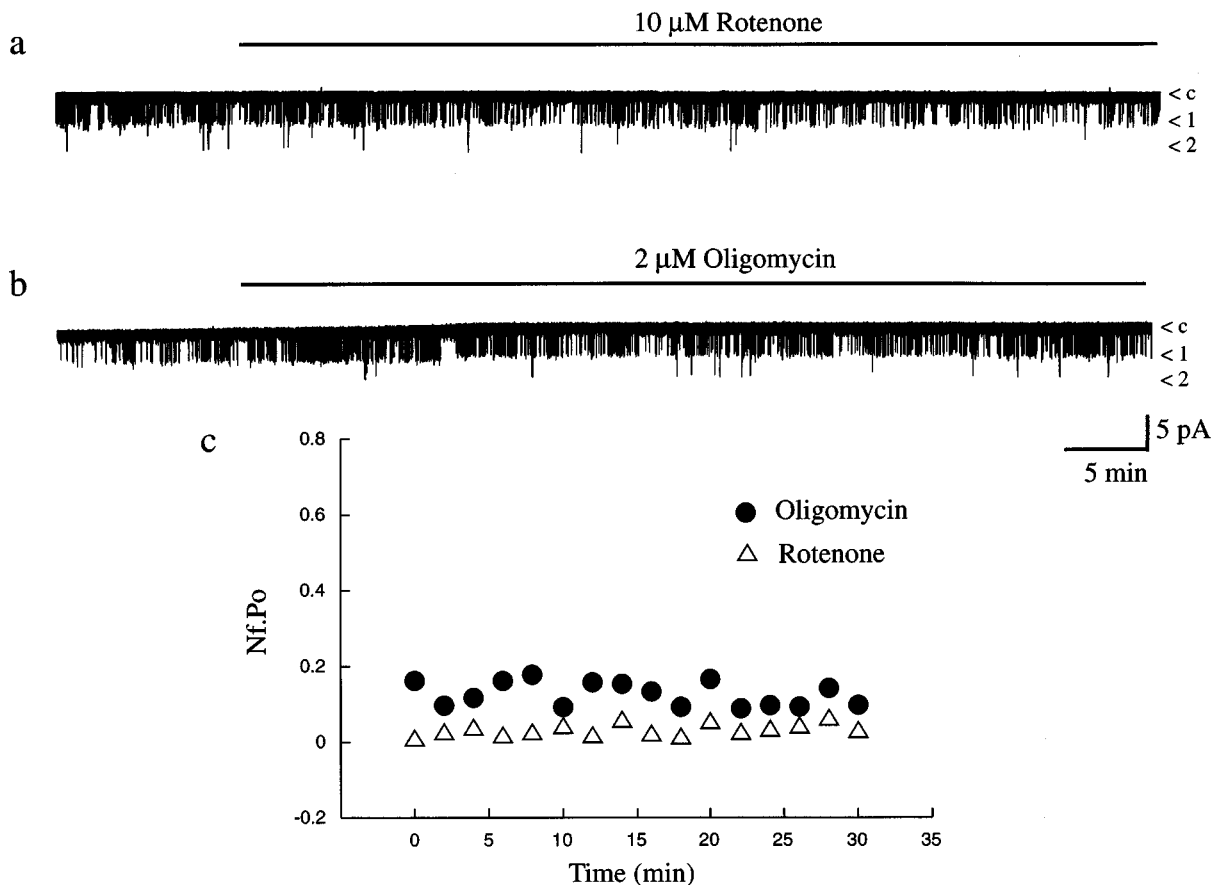 a
10 μM Rotenone
< c
< 1
< 2
b
2 μM Oligomycin
< c
< 1
< 2
5 pA
5 min
c
0.8
0.6
0.4
0.2
0
-0.2
Nf.Po
Oligomycin
Rotenone
0 5 10 15 20 25 30 35
Time (min)